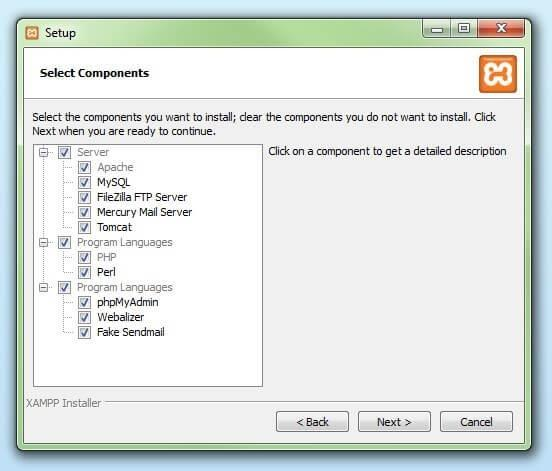 Setup
Select Components
Select the components you want to install; clear the components you do not want to install. Click
Next when you are ready to continue.
Server
Apache
MySQL
FileZilla FTP Server
Mercury Mail Server
Tomcat
Program Languages
PHP
Perl
Program Languages
phpMyAdmin
Webalizer
Fake Sendmail
Click on a component to get a detailed description
XAMPP Installer
< Back
Next >
Cancel